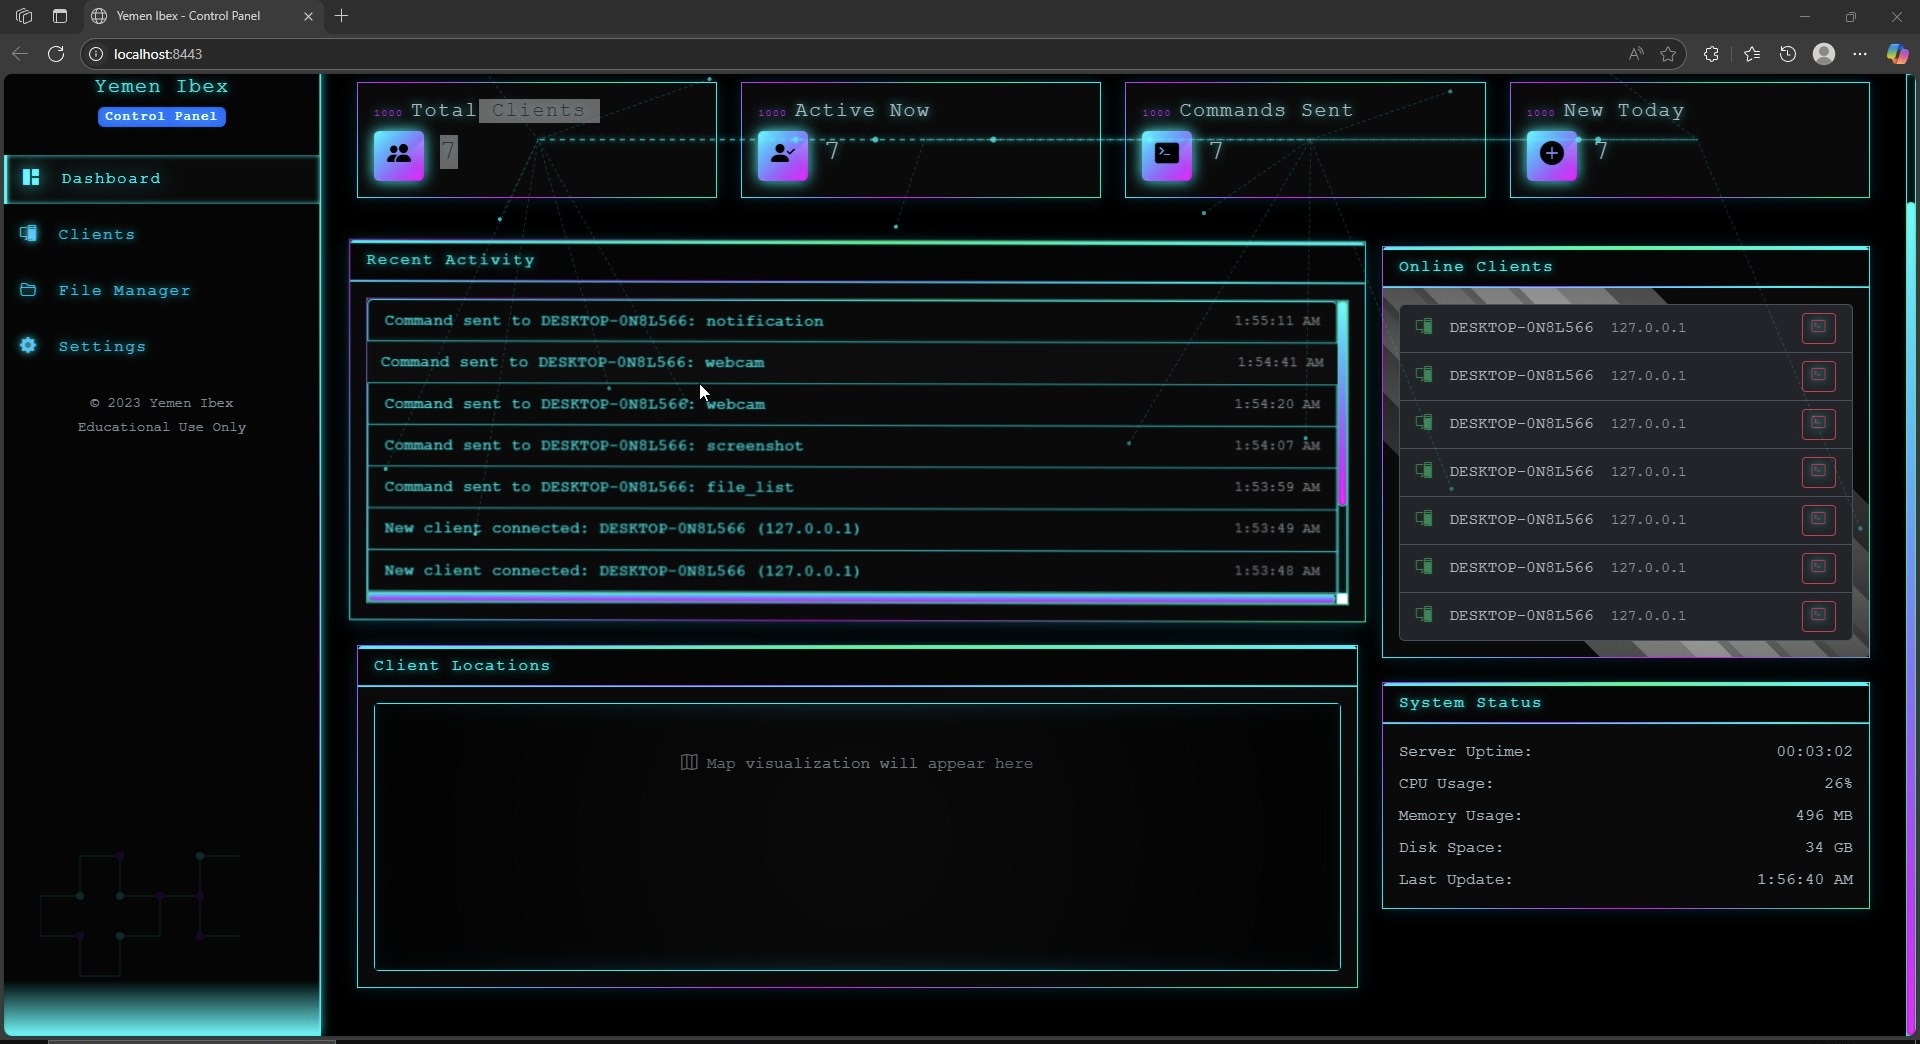 Yemen Ibex - Control Panel
localhost:8443
Yemen Ibex
Control Panel
Dashboard
Clients
File Manager
Settings
© 2023 Yemen Ibex
Educational Use Only
1000 Total Clients
7
1000 Active Now
7
1000 Commands Sent
7
1000 New Today
7
Recent Activity
Command sent to DESKTOP-0N8L566: notification 1:55:11 AM
Command sent to DESKTOP-0N8L566: webcam 1:54:41 AM
Command sent to DESKTOP-0N8L566: webcam 1:54:20 AM
Command sent to DESKTOP-0N8L566: screenshot 1:54:07 AM
Command sent to DESKTOP-0N8L566: file_list 1:53:59 AM
New client connected: DESKTOP-0N8L566 (127.0.0.1) 1:53:49 AM
New client connected: DESKTOP-0N8L566 (127.0.0.1) 1:53:48 AM
Online Clients
DESKTOP-0N8L566 127.0.0.1
DESKTOP-0N8L566 127.0.0.1
DESKTOP-0N8L566 127.0.0.1
DESKTOP-0N8L566 127.0.0.1
DESKTOP-0N8L566 127.0.0.1
DESKTOP-0N8L566 127.0.0.1
DESKTOP-0N8L566 127.0.0.1
Client Locations
Map visualization will appear here
System Status
Server Uptime: 00:03:02
CPU Usage: 26%
Memory Usage: 496 MB
Disk Space: 34 GB
Last Update: 1:56:40 AM